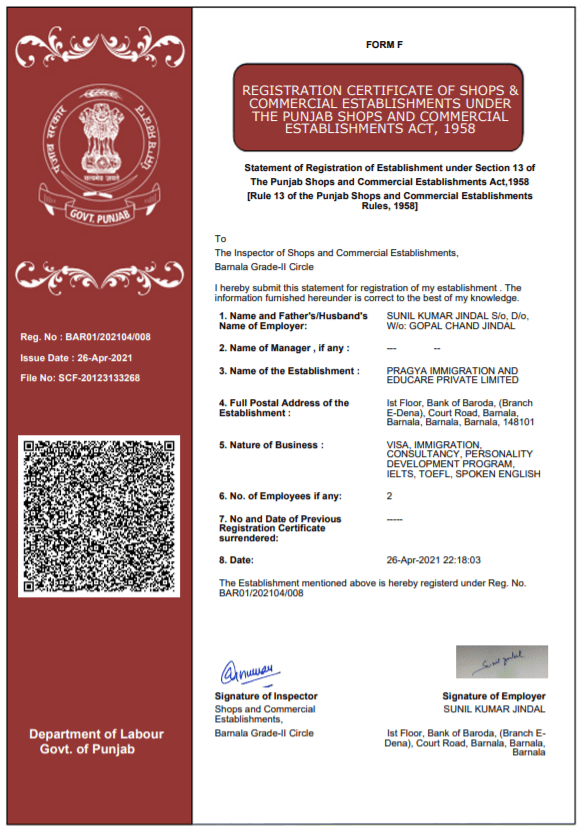 पंजाब सरकार
सत्यमेव जयते
GOVT. PUNJAB
Reg. No : BAR01/202104/008
Issue Date : 26-Apr-2021
File No: SCF-20123133268
Department of Labour
Govt. of Punjab
FORM F
REGISTRATION CERTIFICATE OF SHOPS &
COMMERCIAL ESTABLISHMENTS UNDER
THE PUNJAB SHOPS AND COMMERCIAL
ESTABLISHMENTS ACT, 1958
Statement of Registration of Establishment under Section 13 of
The Punjab Shops and Commercial Establishments Act,1958
[Rule 13 of the Punjab Shops and Commercial Establishments
Rules, 1958]
To
The Inspector of Shops and Commercial Establishments,
Barnala Grade-II Circle
I hereby submit this statement for registration of my establishment . The
information furnished hereunder is correct to the best of my knowledge.
1. Name and Father's/Husband's SUNIL KUMAR JINDAL S/o, D/o,
Name of Employer: W/o: GOPAL CHAND JINDAL
2. Name of Manager , if any : --- --
3. Name of the Establishment : PRAGYA IMMIGRATION AND
EDUCARE PRIVATE LIMITED
4. Full Postal Address of the Ist Floor, Bank of Baroda, (Branch
Establishment : E-Dena), Court Road, Barnala,
Barnala, Barnala, Barnala, 148101
5. Nature of Business : VISA, IMMIGRATION,
CONSULTANCY, PERSONALITY
DEVELOPMENT PROGRAM,
IELTS, TOEFL, SPOKEN ENGLISH
6. No. of Employees if any: 2
7. No and Date of Previous -----
Registration Certificate
surrendered:
8. Date: 26-Apr-2021 22:18:03
The Establishment mentioned above is hereby registerd under Reg. No.
BAR01/202104/008
Signature of Inspector
Shops and Commercial
Establishments,
Barnala Grade-II Circle
Sunil jindal
Signature of Employer
SUNIL KUMAR JINDAL
Ist Floor, Bank of Baroda, (Branch E-
Dena), Court Road, Barnala, Barnala,
Barnala